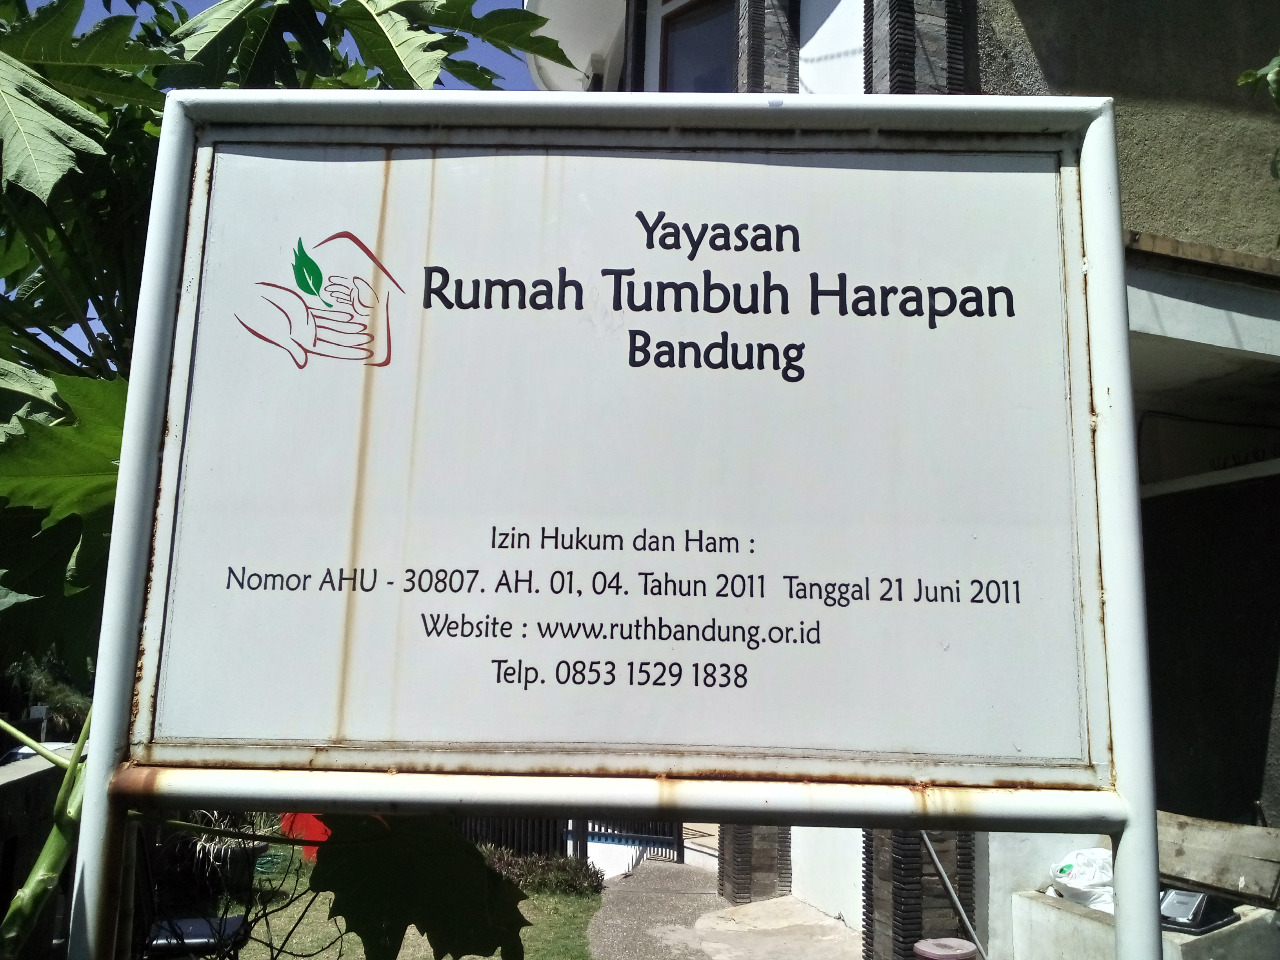 Yayasan
Rumah Tumbuh Harapan
Bandung
Izin Hukum dan Ham :
Nomor AHU - 30807. AH. 01, 04. Tahun 2011 Tanggal 21 Juni 2011
Website : www.ruthbandung.or.id
Telp. 0853 1529 1838